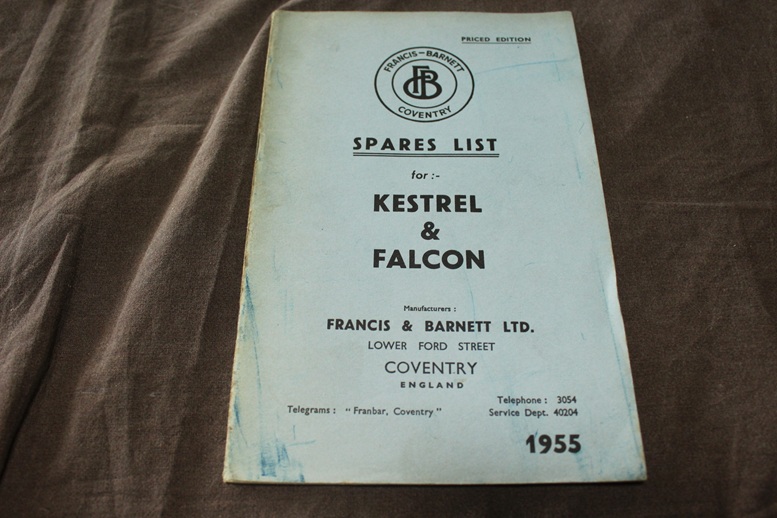 PRICED EDITION
FRANCIS-BARNETT
FB
COVENTRY
SPARES LIST
for :-
KESTREL
&
FALCON
Manufacturers :
FRANCIS & BARNETT LTD.
LOWER FORD STREET
COVENTRY
ENGLAND
Telegrams : "Franbar, Coventry"
Telephone : 3054
Service Dept. 40204
1955